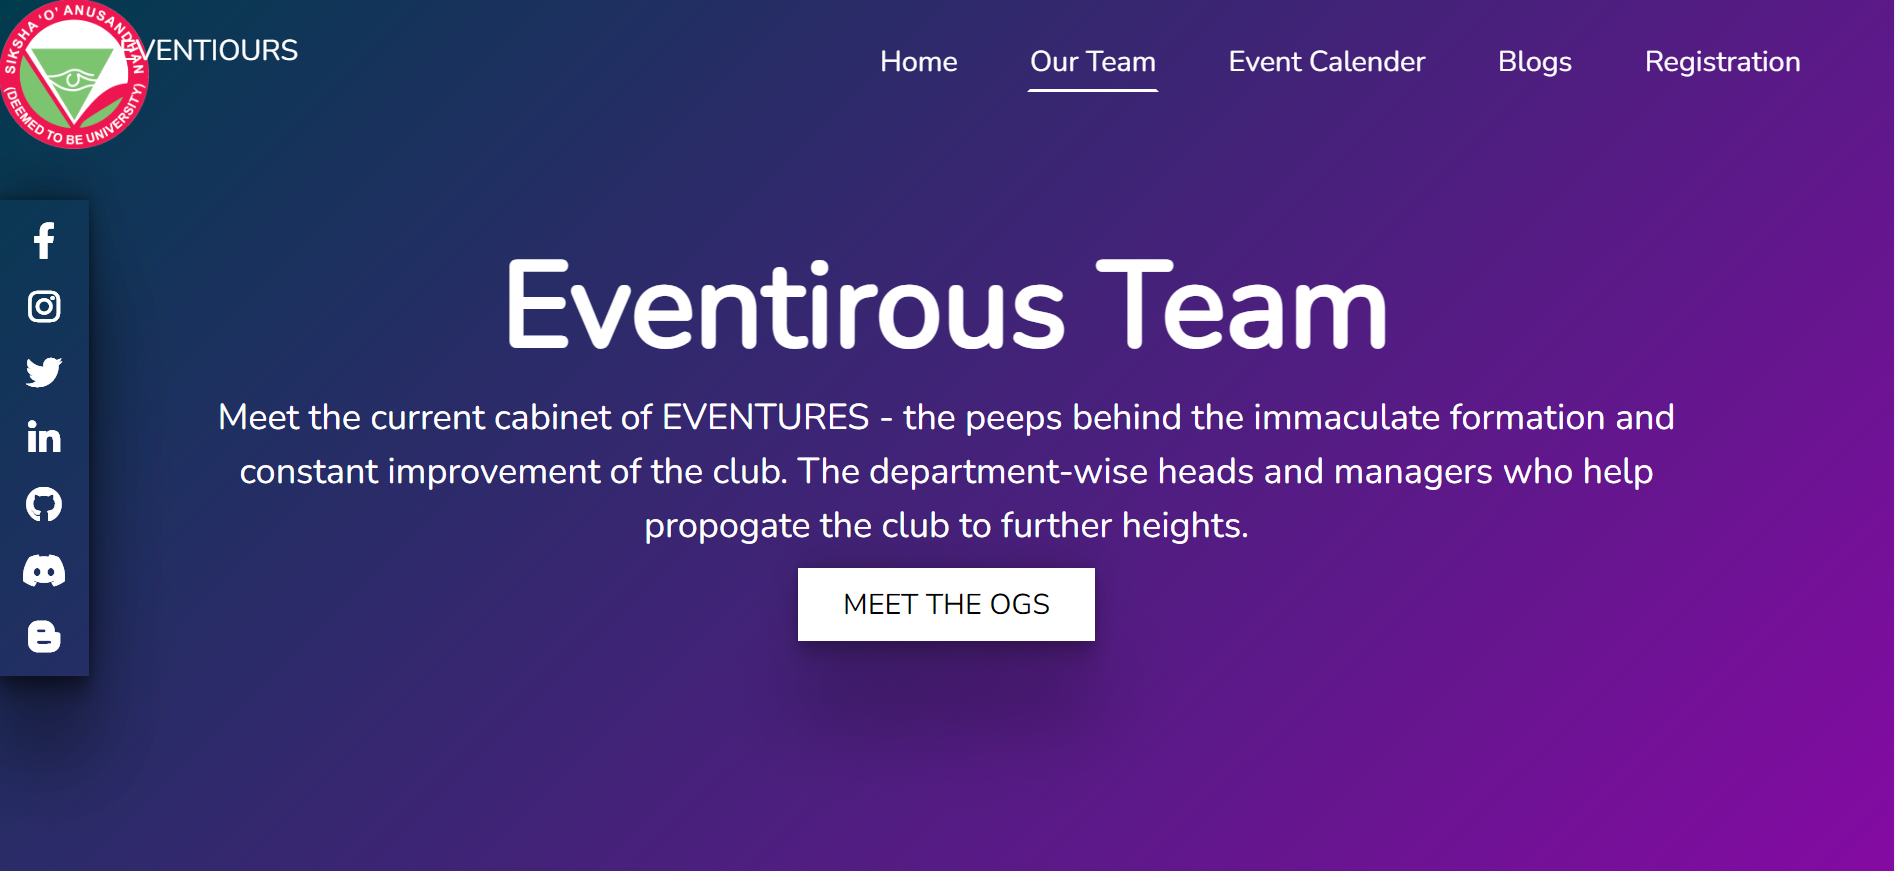 SIKSHA 'O' ANUSANDHAN
(DEEMED TO BE UNIVERSITY)
EVENTIOURS
Home Our Team Event Calender Blogs Registration
Eventirous Team
Meet the current cabinet of EVENTURES - the peeps behind the immaculate formation and
constant improvement of the club. The department-wise heads and managers who help
propogate the club to further heights.
MEET THE OGS